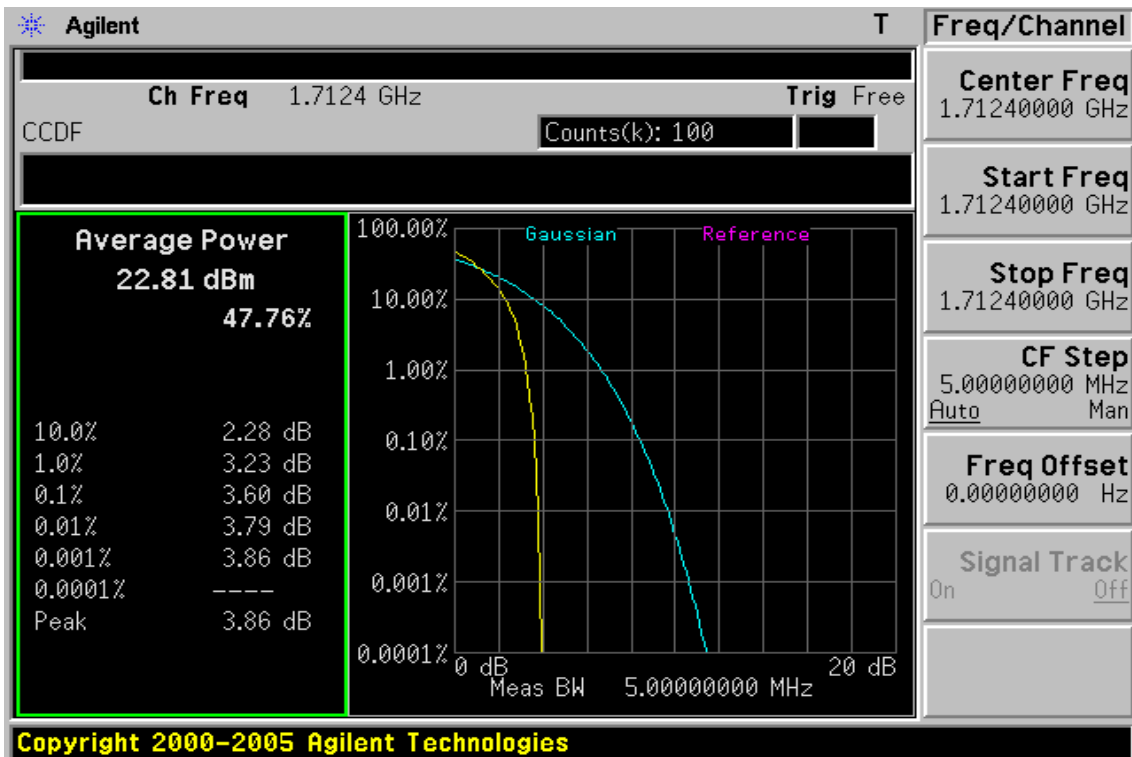 Agilent T
Ch Freq 1.7124 GHz Trig Free
CCDF Counts(k): 100
Average Power
22.81 dBm
47.76%
10.0% 2.28 dB
1.0% 3.23 dB
0.1% 3.60 dB
0.01% 3.79 dB
0.001% 3.86 dB
0.0001% ----
Peak 3.86 dB
Gaussian Reference
100.00%
10.00%
1.00%
0.10%
0.01%
0.001%
0.0001%
0 dB 20 dB
Meas BW 5.00000000 MHz
Freq/Channel
Center Freq
1.71240000 GHz
Start Freq
1.71240000 GHz
Stop Freq
1.71240000 GHz
CF Step
5.00000000 MHz
Auto Man
Freq Offset
0.00000000 Hz
Signal Track
On Off
Copyright 2000-2005 Agilent Technologies